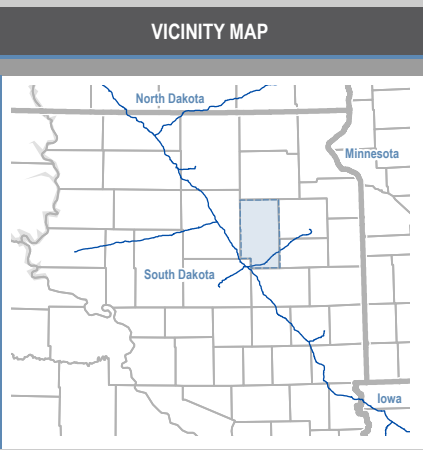 VICINITY MAP
North Dakota
Minnesota
South Dakota
Iowa